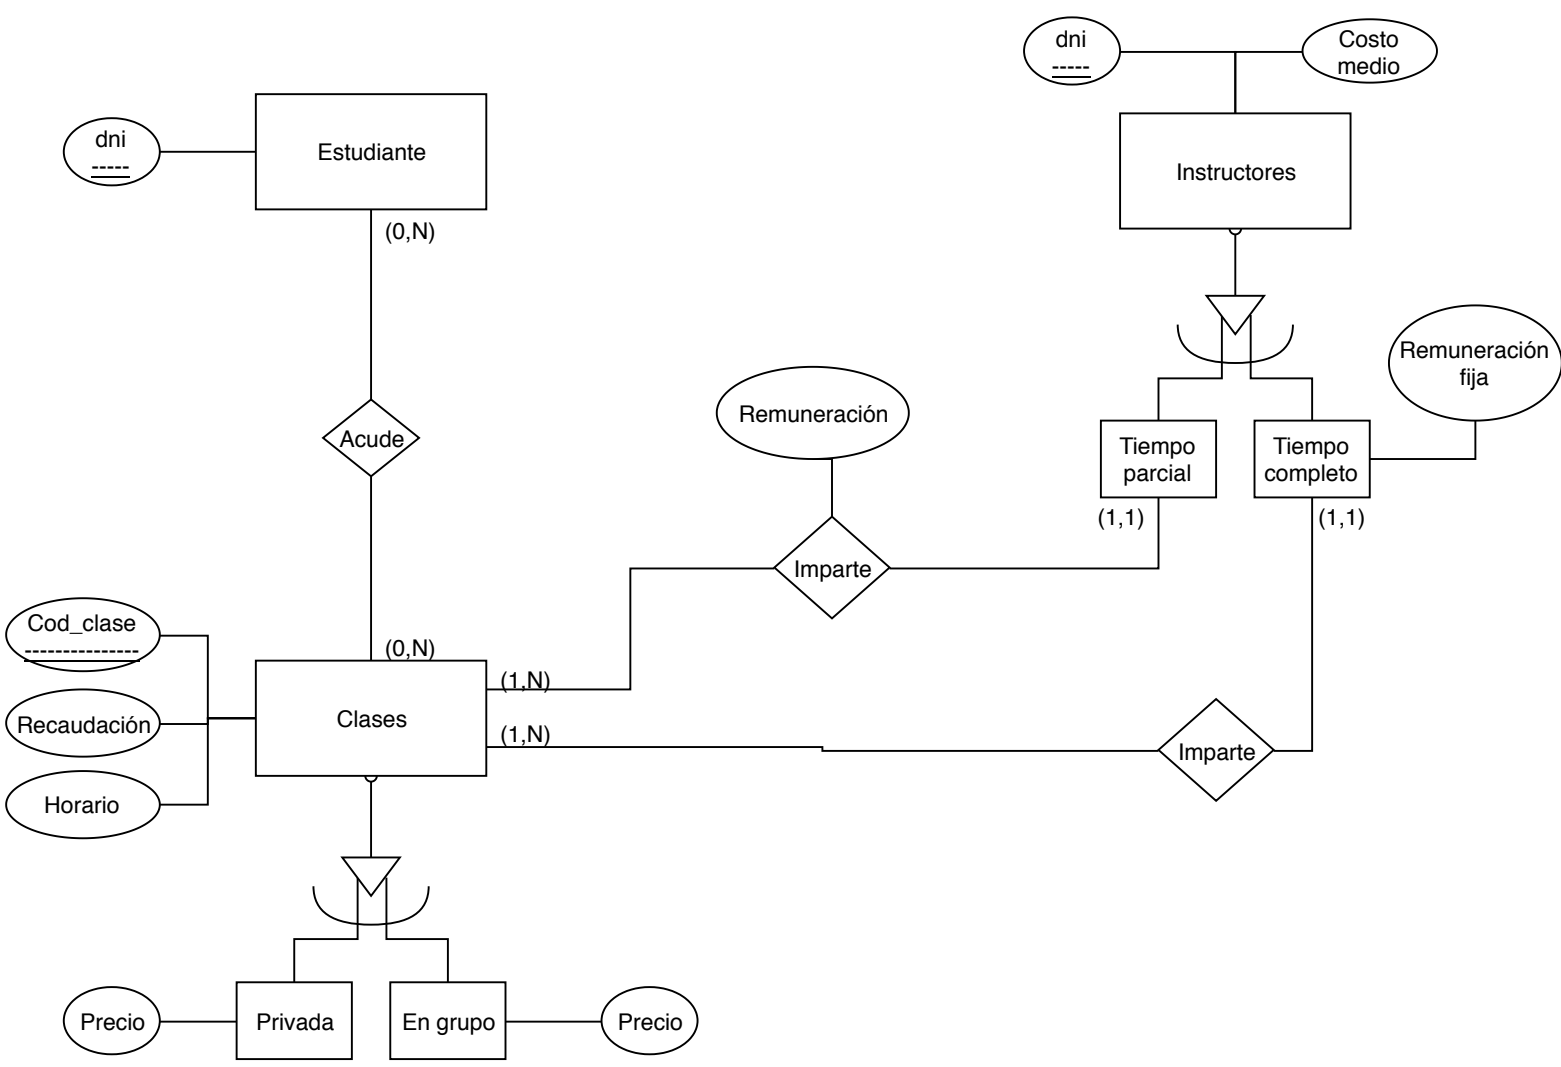 dni
-----
Costo
medio
Instructores
dni
-----
Estudiante
(0,N)
Acude
Remuneración
Remuneración
fija
Tiempo
parcial
Tiempo
completo
(1,1)
(1,1)
Imparte
Cod_clase
---------------
Recaudación
Horario
(0,N)
Clases
(1,N)
(1,N)
Imparte
Precio
Privada
En grupo
Precio